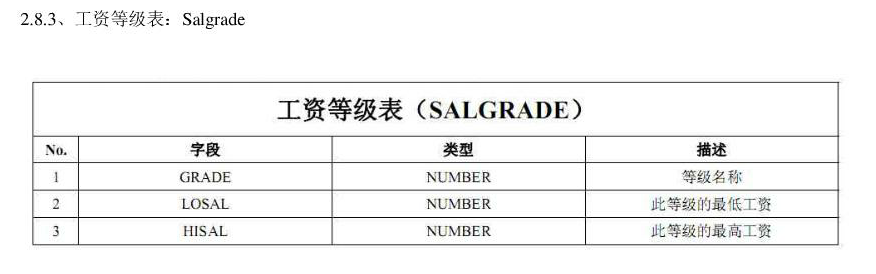 2.8.3、工资等级表：Salgrade
工资等级表（SALGRADE）
No. 字段 类型 描述
1 GRADE NUMBER 等级名称
2 LOSAL NUMBER 此等级的最低工资
3 HISAL NUMBER 此等级的最高工资